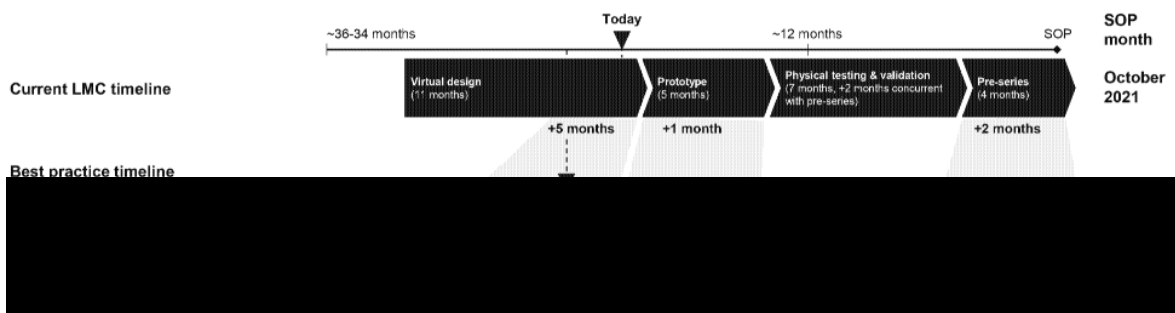 Today
SOP
month
~36-34 months
~12 months
SOP
Current LMC timeline
Virtual design
(11 months)
Prototype
(5 months)
Physical testing & validation
(7 months, +2 months concurrent
with pre-series)
Pre-series
(4 months)
October
2021
+5 months
+1 month
+2 months
Best practice timeline